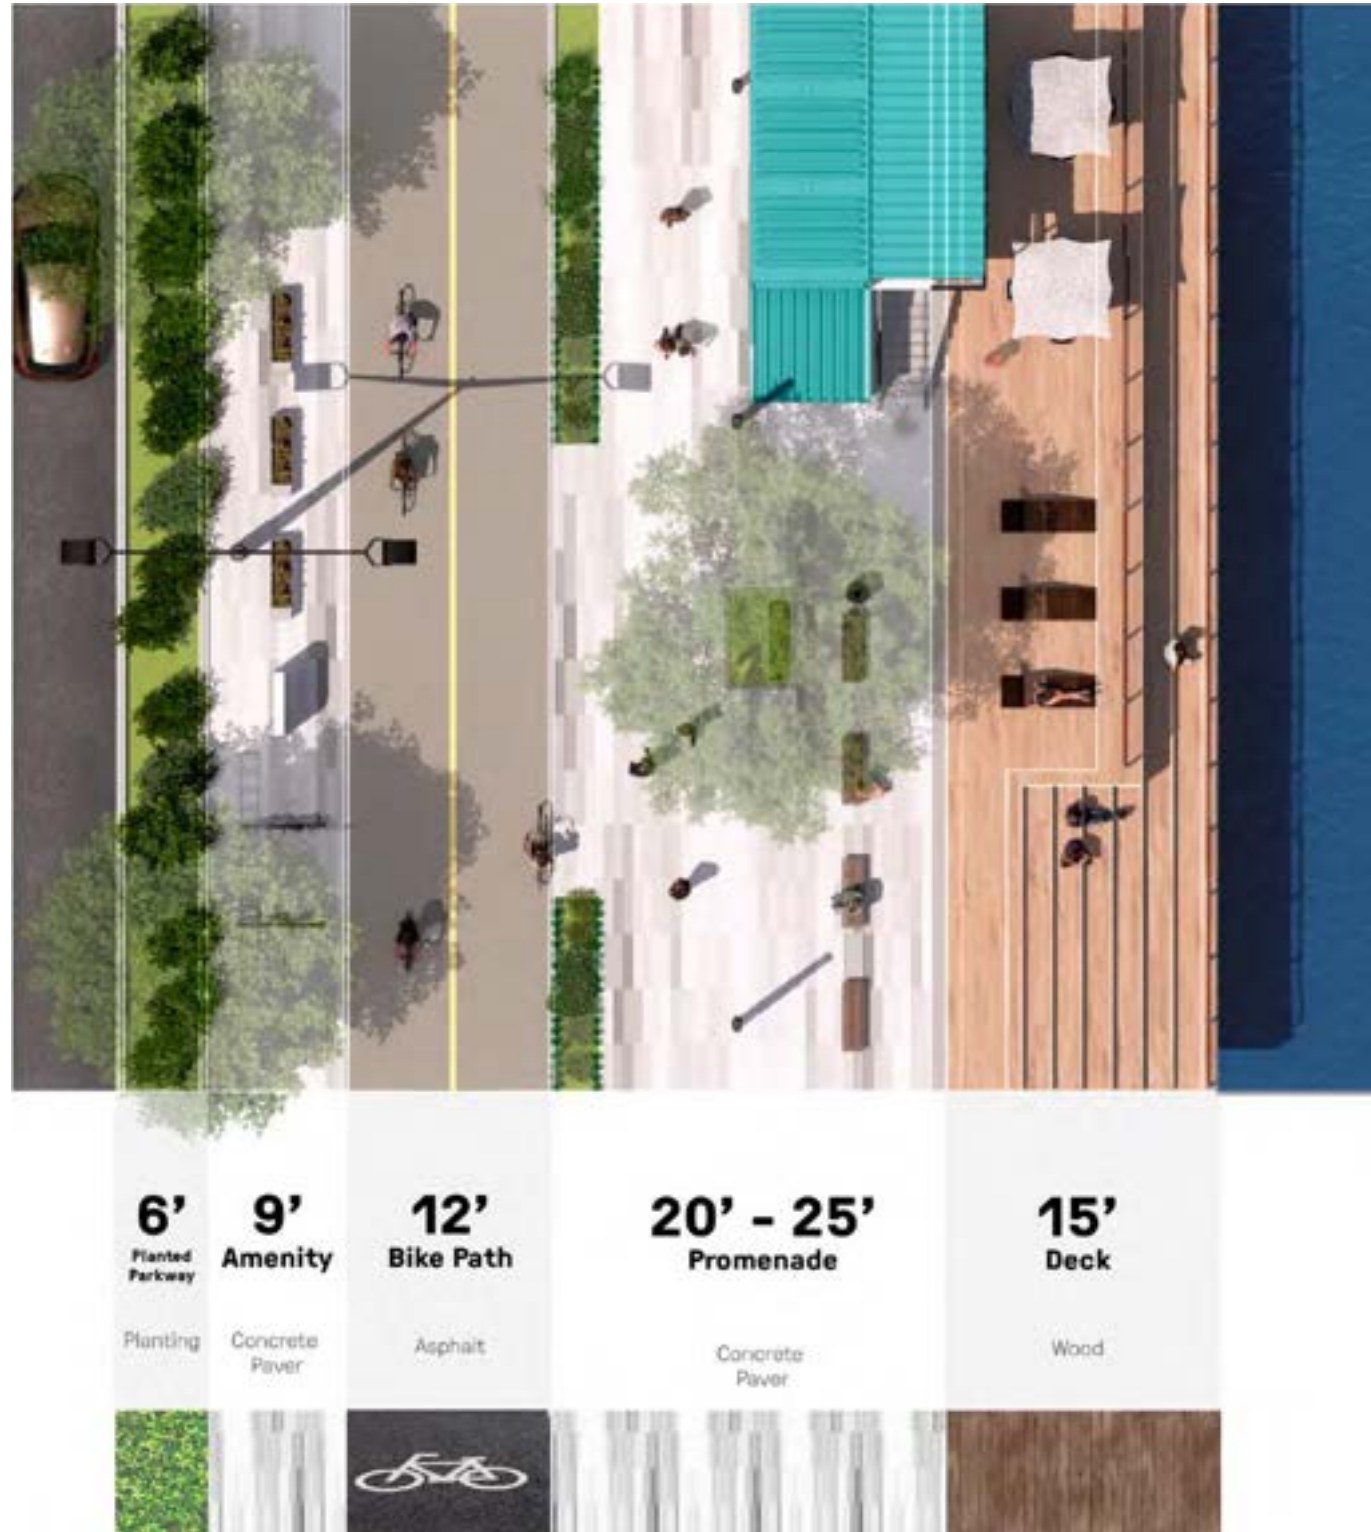 6’
Planted
Parkway
Planting
9’
Amenity
Concrete
Paver
12’
Bike Path
Asphalt
20’ - 25’
Promenade
Concrete
Paver
15’
Deck
Wood